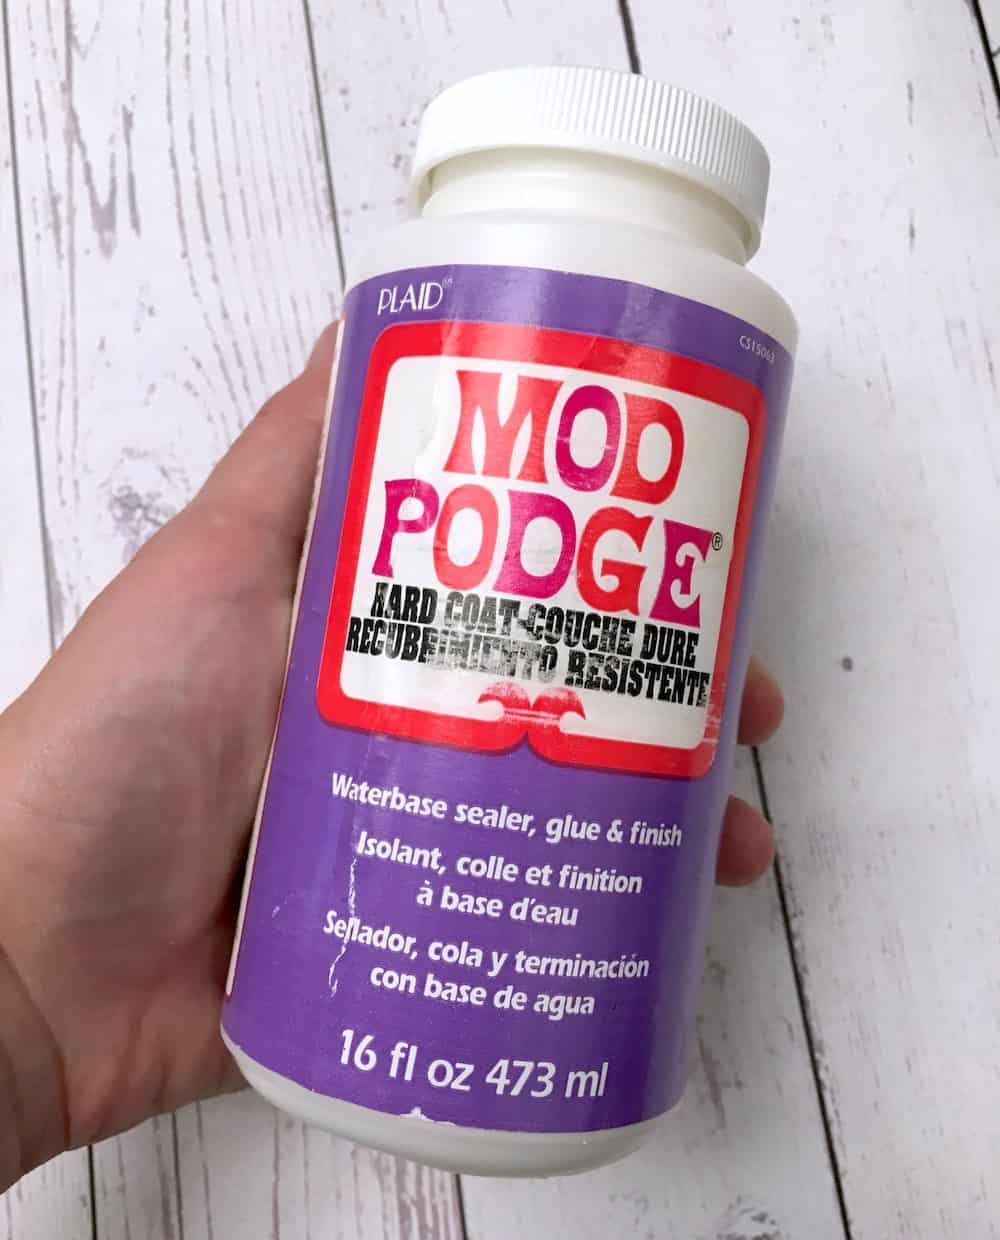 PLAID®
CS15063
MOD
PODGE®
HARD COAT-COUCHE DURE
RECUBRIMIENTO RESISTENTE
Waterbase sealer, glue & finish
Isolant, colle et finition
à base d'eau
Sellador, cola y terminación
con base de agua
16 fl oz 473 ml